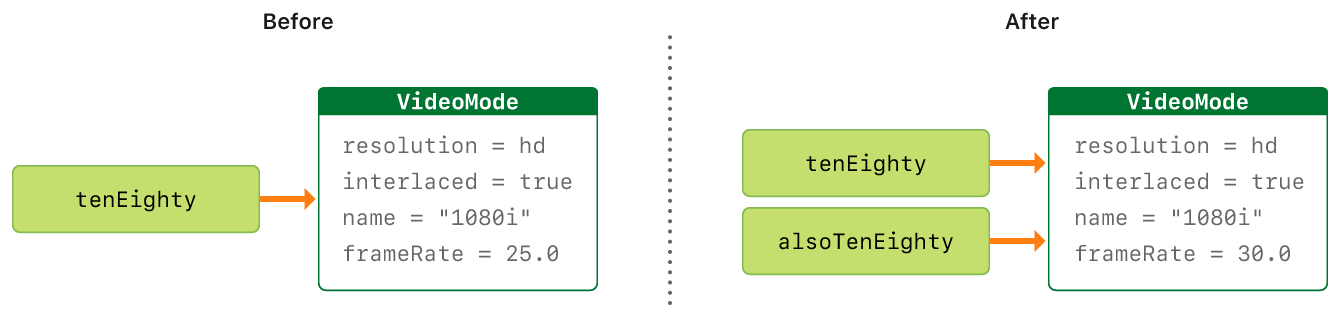 Before
VideoMode
resolution = hd
interlaced = true
name = "1080i"
frameRate = 25.0
tenEighty
After
VideoMode
resolution = hd
interlaced = true
name = "1080i"
frameRate = 30.0
tenEighty
alsoTenEighty